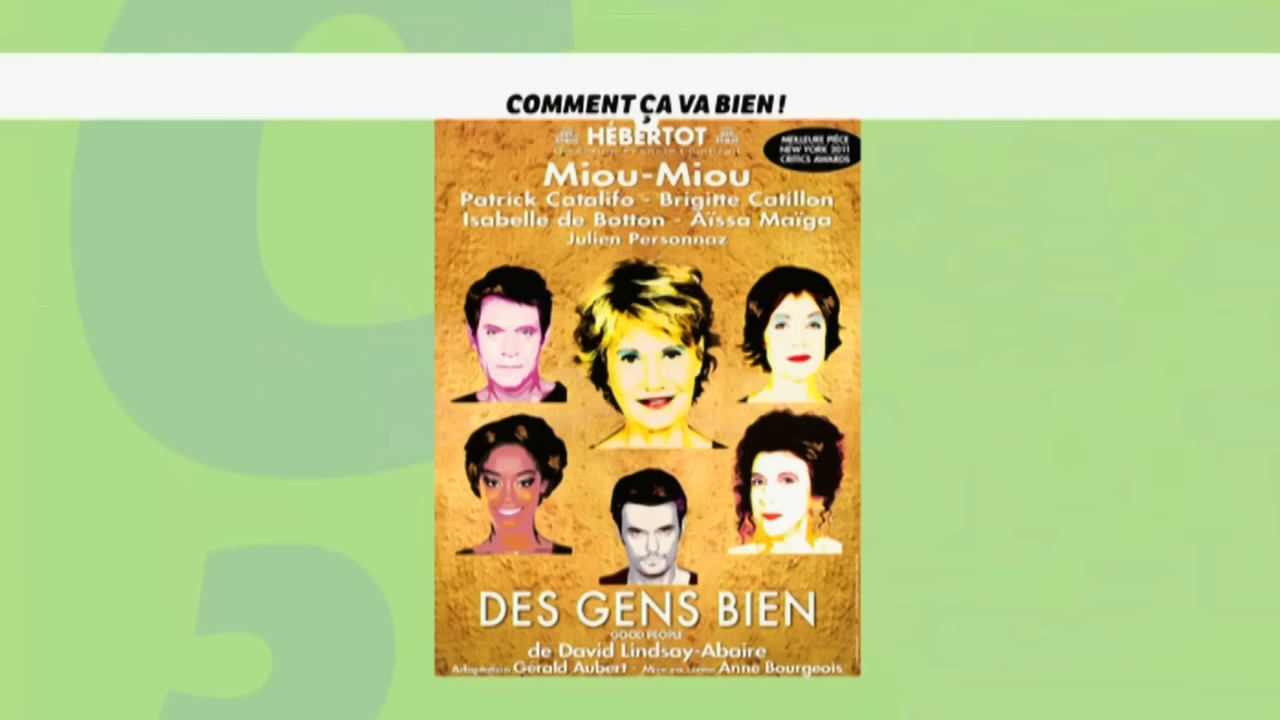 COMMENT ÇA VA BIEN !
HÉBERTOT
MEILLEURE PIÈCE
NEW YORK 2011
CRITICS AWARDS
Miou-Miou
Patrick Catalifo - Brigitte Catillon
Isabelle de Botton - Aïssa Maïga
Julien Personnaz
DES GENS BIEN
GOOD PEOPLE
de David Lindsay-Abaire
Adaptation Gérald Aubert - Mise en scène Anne Bourgeois